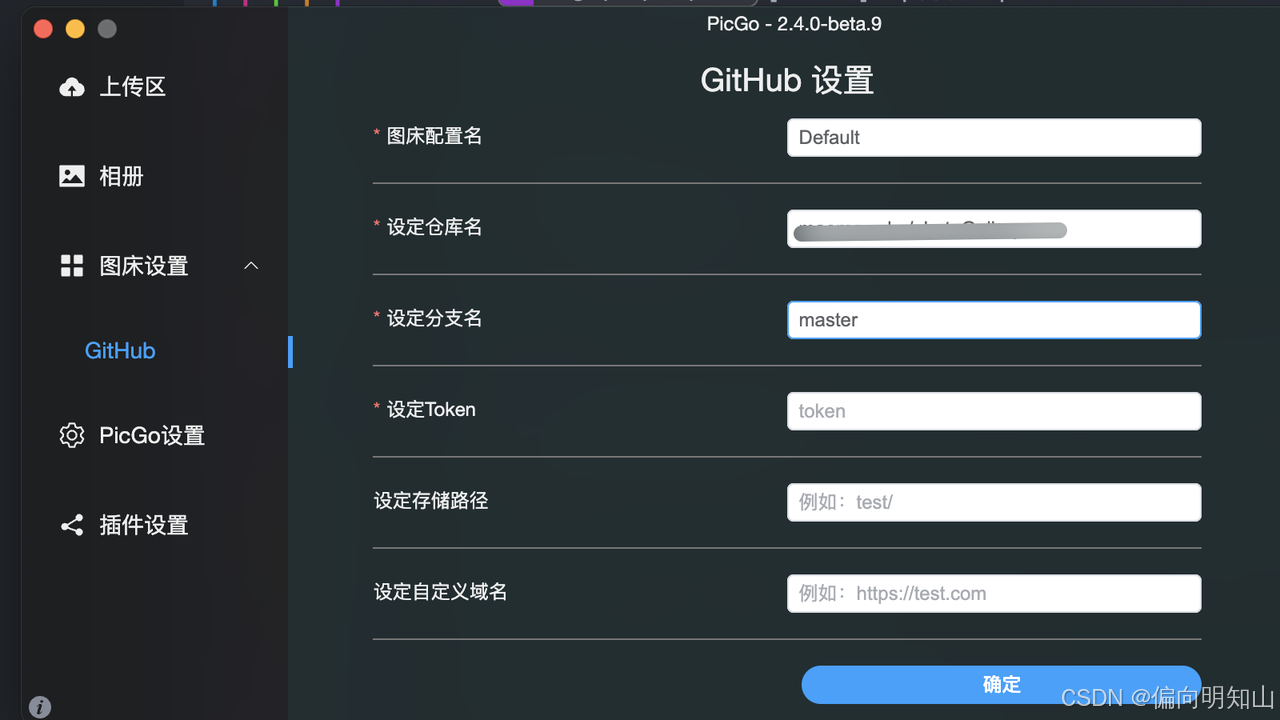 PicGo - 2.4.0-beta.9
上传区
相册
图床设置
GitHub
PicGo设置
插件设置
GitHub 设置
* 图床配置名
Default
* 设定仓库名
* 设定分支名
master
* 设定Token
token
设定存储路径
例如：test/
设定自定义域名
例如：https://test.com
确定
CSDN @偏向明知山